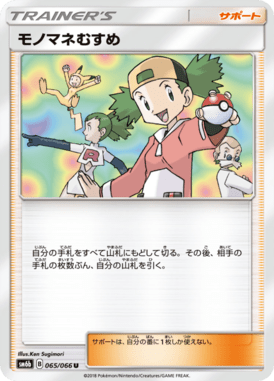 TRAINER'S
サポート
モノマネむすめ
自分の手札をすべて山札にもどして切る。その後、相手の
手札の枚数ぶん、自分の山札を引く。
Illus.Ken Sugimori
サポートは、自分の番に1枚しか使えない。
SM6b 065/066 U
©2018 Pokémon/Nintendo/Creatures/GAME FREAK.